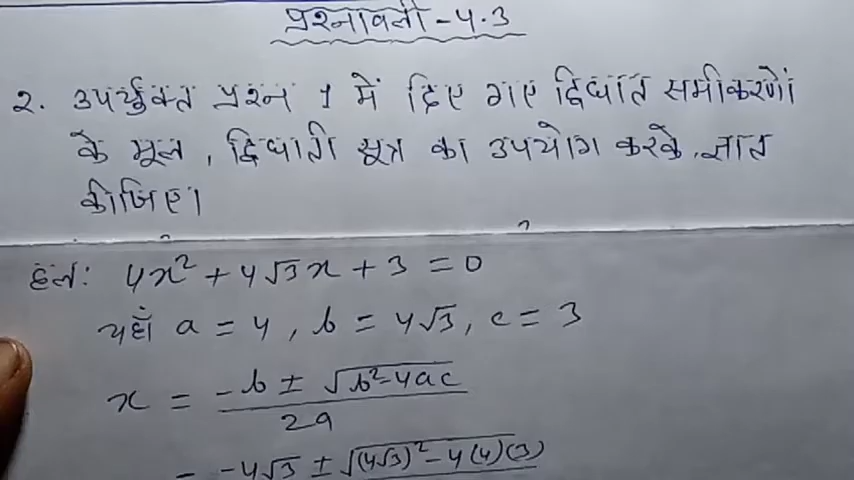 प्रश्नावली - 4.3
2. उपर्युक्त प्रश्न 1 में दिए गए द्विघात समीकरणों
के मूल, द्विघाती सूत्र का उपयोग करके, ज्ञात
कीजिए।
हल: 4x² + 4√3x + 3 = 0
यहाँ a = 4, b = 4√3, c = 3
x = (-b ± √(b²-4ac))/2a
= -4√3 ± √((4√3)² - 4(4)(3))